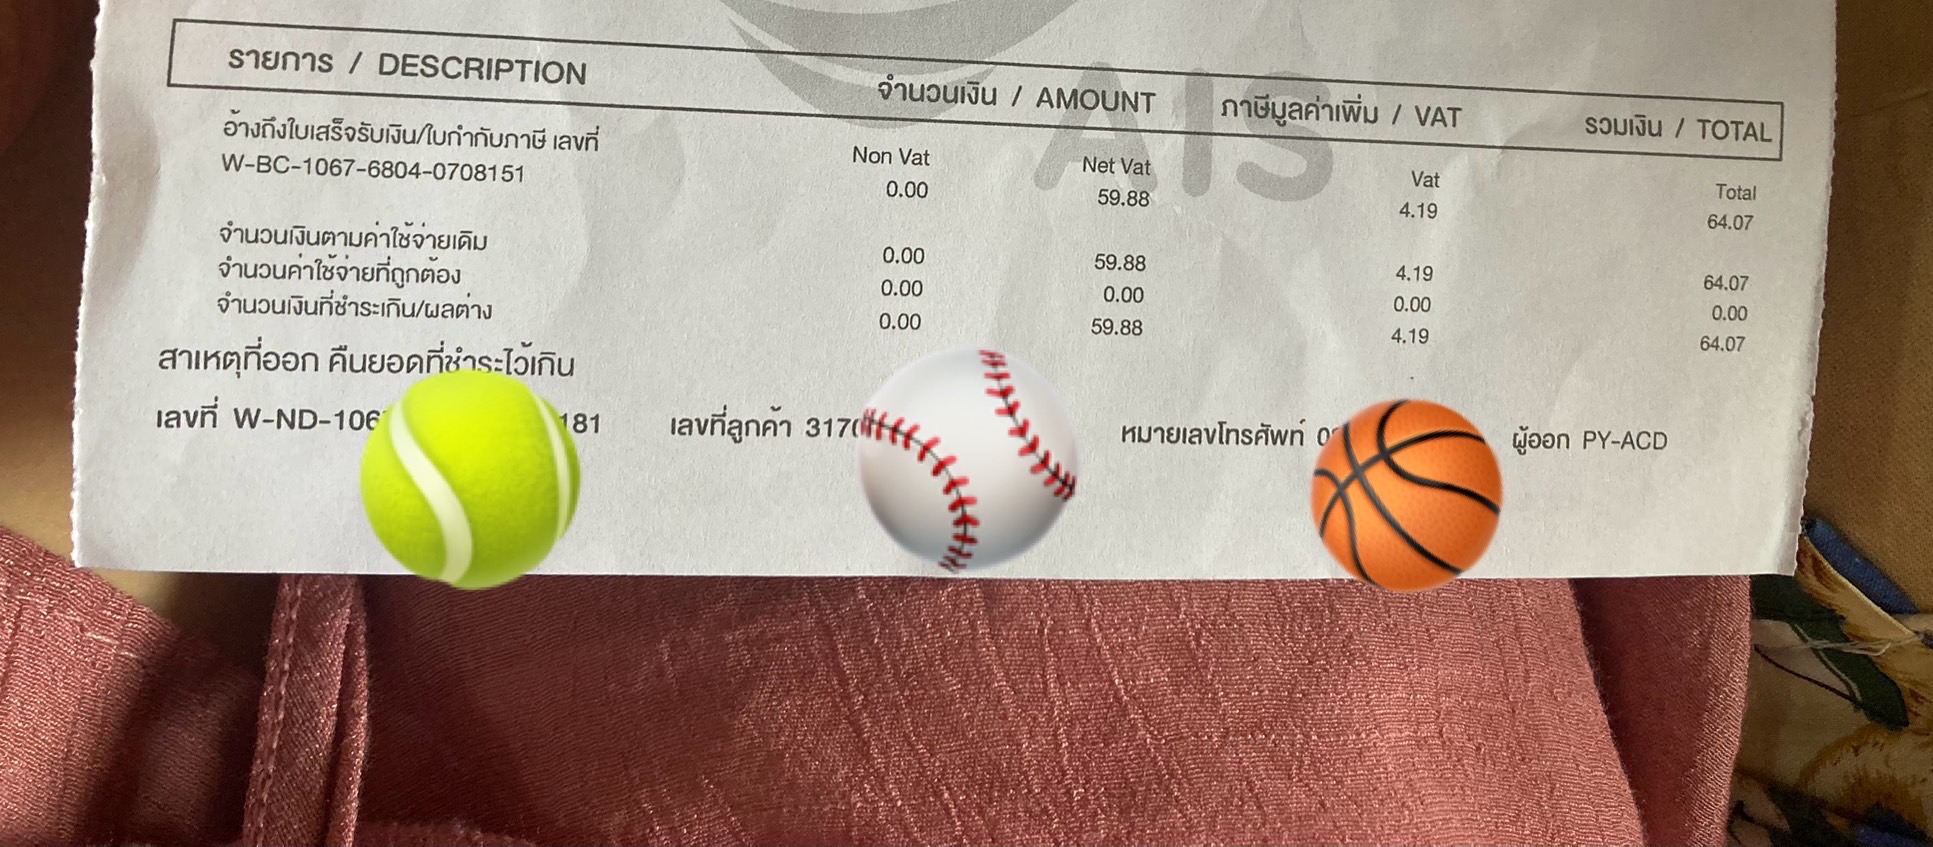 AIS
รายการ / DESCRIPTION จำนวนเงิน / AMOUNT ภาษีมูลค่าเพิ่ม / VAT รวมเงิน / TOTAL
อ้างถึงใบเสร็จรับเงิน/ใบกำกับภาษี เลขที่ Non Vat Net Vat Vat Total
W-BC-1067-6804-0708151 0.00 59.88 4.19 64.07
จำนวนเงินตามค่าใช้จ่ายเดิม 0.00 59.88 4.19 64.07
จำนวนค่าใช้จ่ายที่ถูกต้อง 0.00 0.00 0.00 0.00
จำนวนเงินที่ชำระเกิน/ผลต่าง 0.00 59.88 4.19 64.07
สาเหตุที่ออก คืนยอดที่ชำระไว้เกิน
เลขที่ W-ND-106 181 เลขที่ลูกค้า 317 หมายเลขโทรศัพท์ 0 ผู้ออก PY-ACD